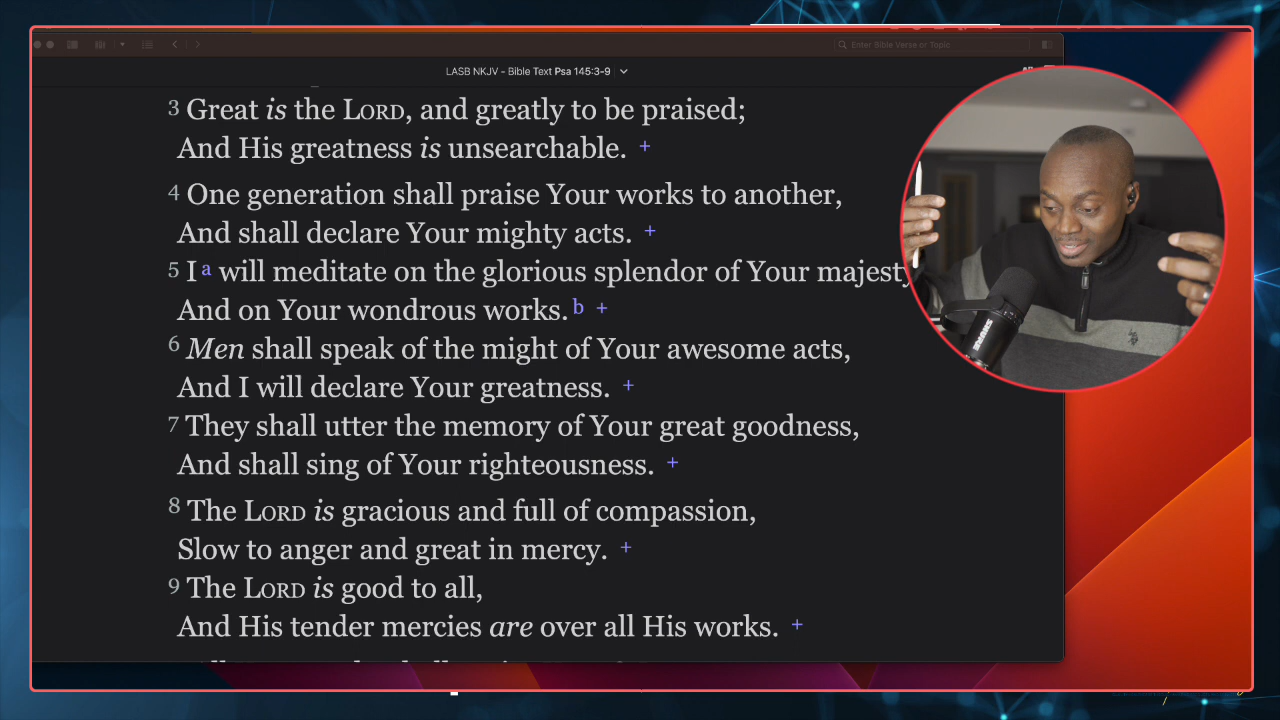 Enter Bible Verse or Topic
LASB NKJV - Bible Text Psa 145:3-9
3 Great is the LORD, and greatly to be praised;
And His greatness is unsearchable. +
4 One generation shall praise Your works to another,
And shall declare Your mighty acts. +
5 I a will meditate on the glorious splendor of Your majesty
And on Your wondrous works. b +
6 Men shall speak of the might of Your awesome acts,
And I will declare Your greatness. +
7 They shall utter the memory of Your great goodness,
And shall sing of Your righteousness. +
8 The LORD is gracious and full of compassion,
Slow to anger and great in mercy. +
9 The LORD is good to all,
And His tender mercies are over all His works. +
SHURE